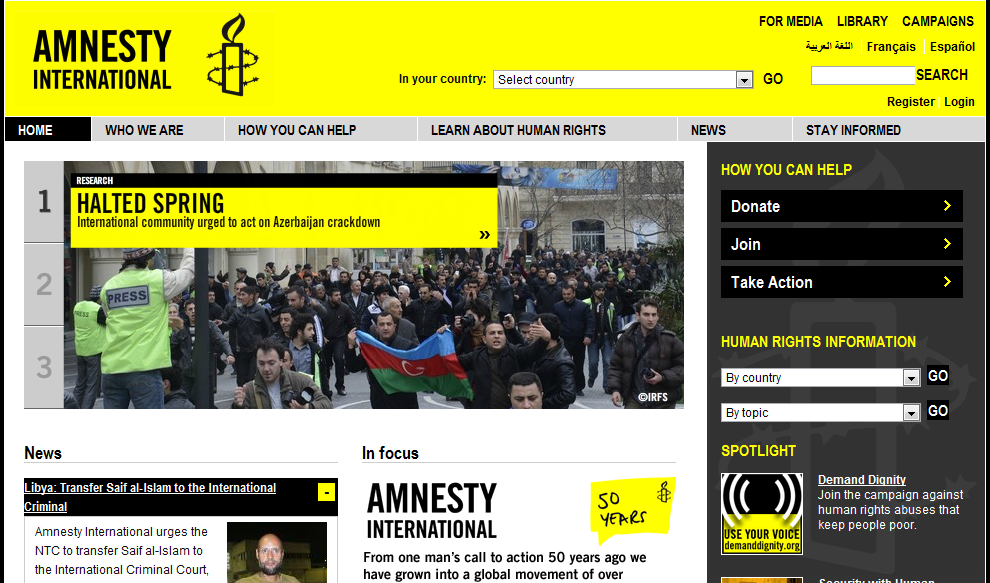 AMNESTY
INTERNATIONAL
FOR MEDIA LIBRARY CAMPAIGNS
اللغة العربية Français Español
In your country: Select country GO
SEARCH
Register Login
HOME WHO WE ARE HOW YOU CAN HELP LEARN ABOUT HUMAN RIGHTS NEWS STAY INFORMED
1
2
3
RESEARCH
HALTED SPRING
International community urged to act on Azerbaijan crackdown
»
PRESS
PRESS
©IRFS
HOW YOU CAN HELP
Donate
Join
Take Action
HUMAN RIGHTS INFORMATION
By country GO
By topic GO
SPOTLIGHT
USE YOUR VOICE
demanddignity.org
Demand Dignity
Join the campaign against
human rights abuses that
keep people poor.
Security with Human
News
Libya: Transfer Saif al-Islam to the International
Criminal
-
Amnesty International urges the
NTC to transfer Saif al-Islam to
the International Criminal Court,
In focus
AMNESTY
INTERNATIONAL
50
YEARS
From one man's call to action 50 years ago we
have grown into a global movement of over